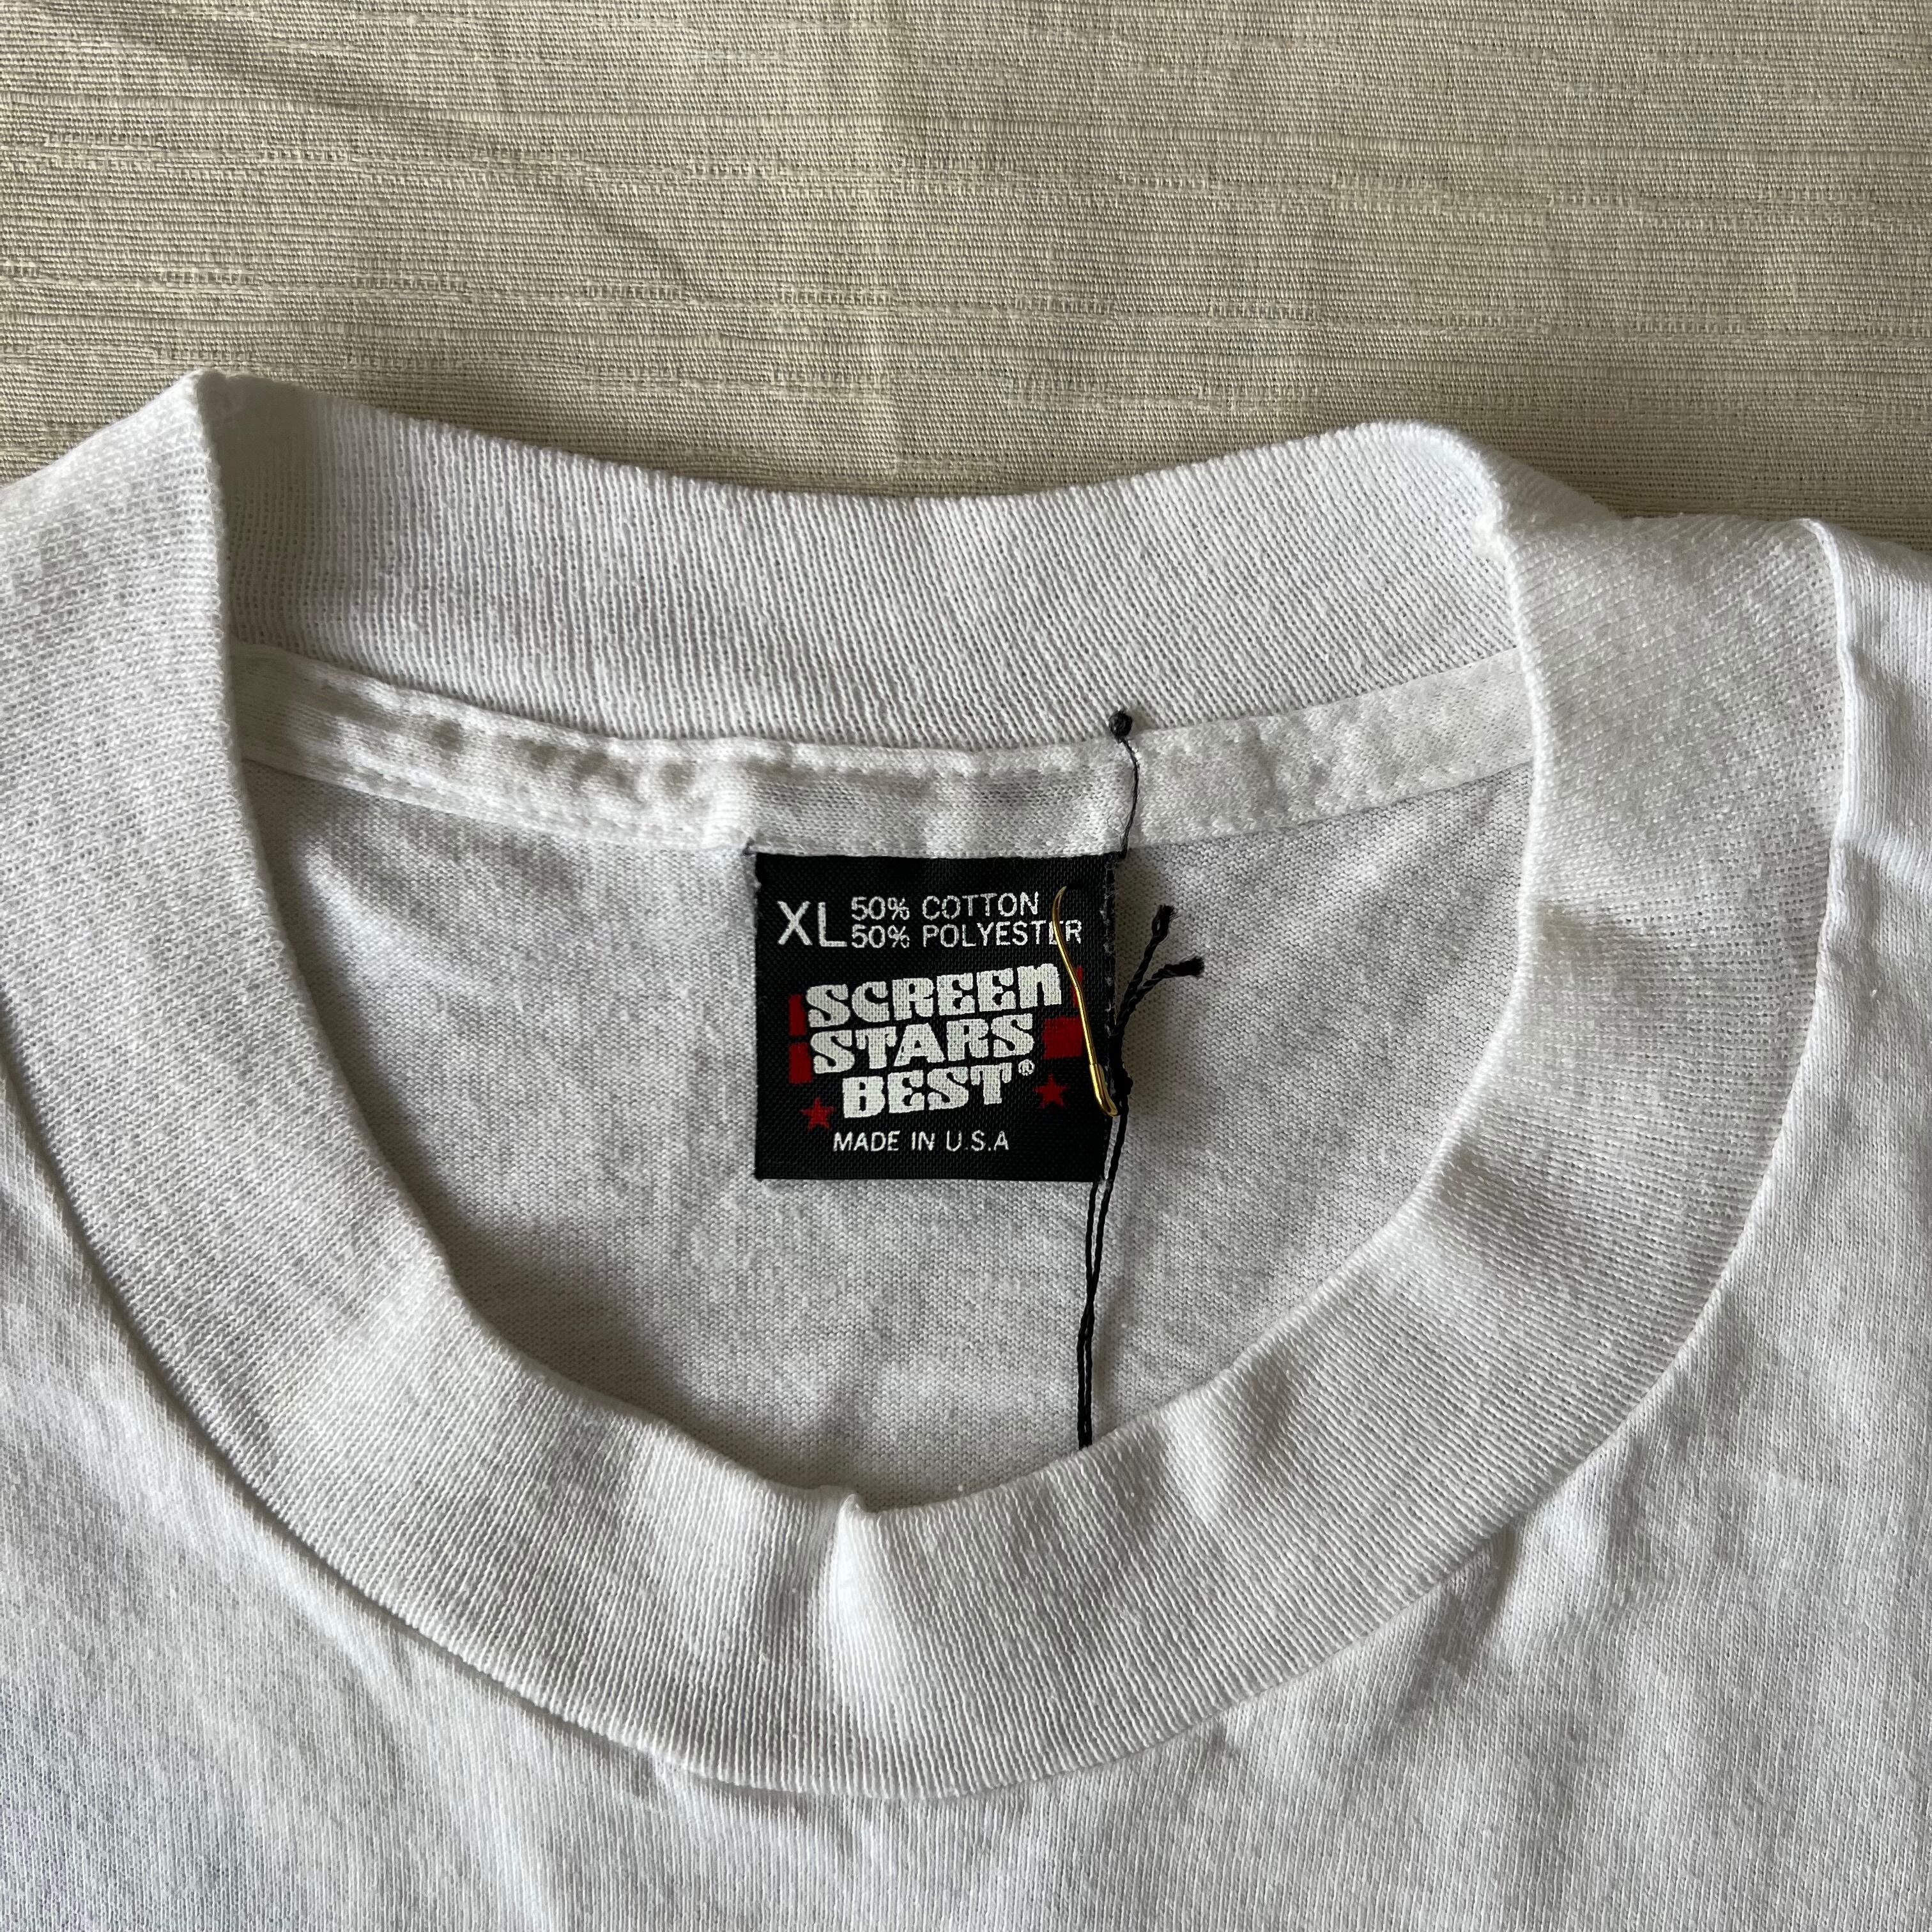 XL 50% COTTON
50% POLYESTER
SCREEN
STARS
BEST®
MADE IN U.S.A